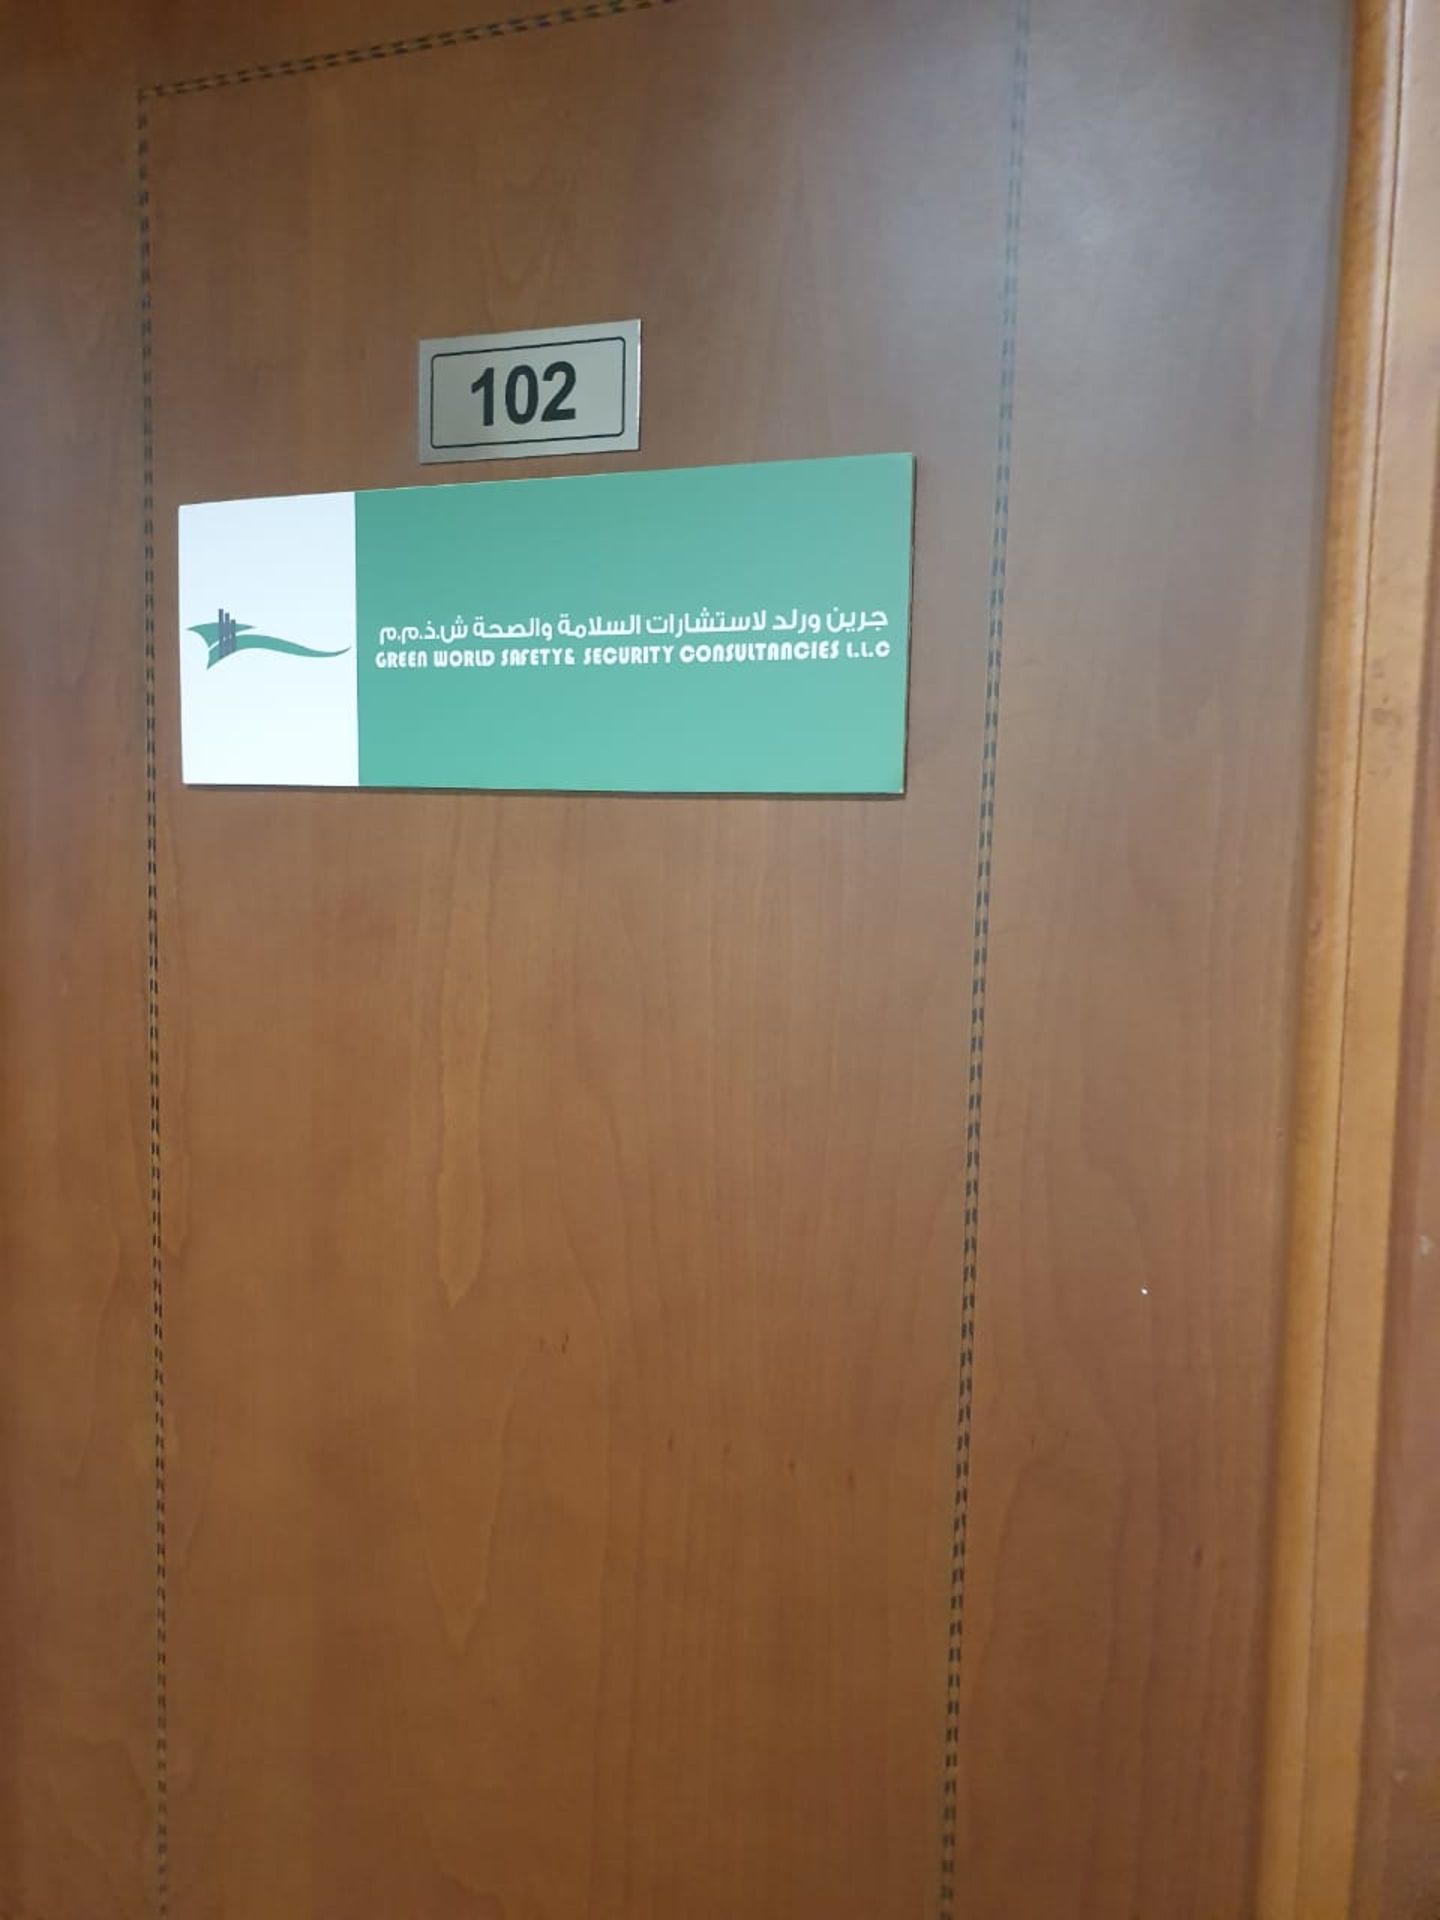 102
جرين ورلد لاستشارات السلامة والصحة ش.ذ.م.م
GREEN WORLD SAFETY& SECURITY CONSULTANCIES L.L.C